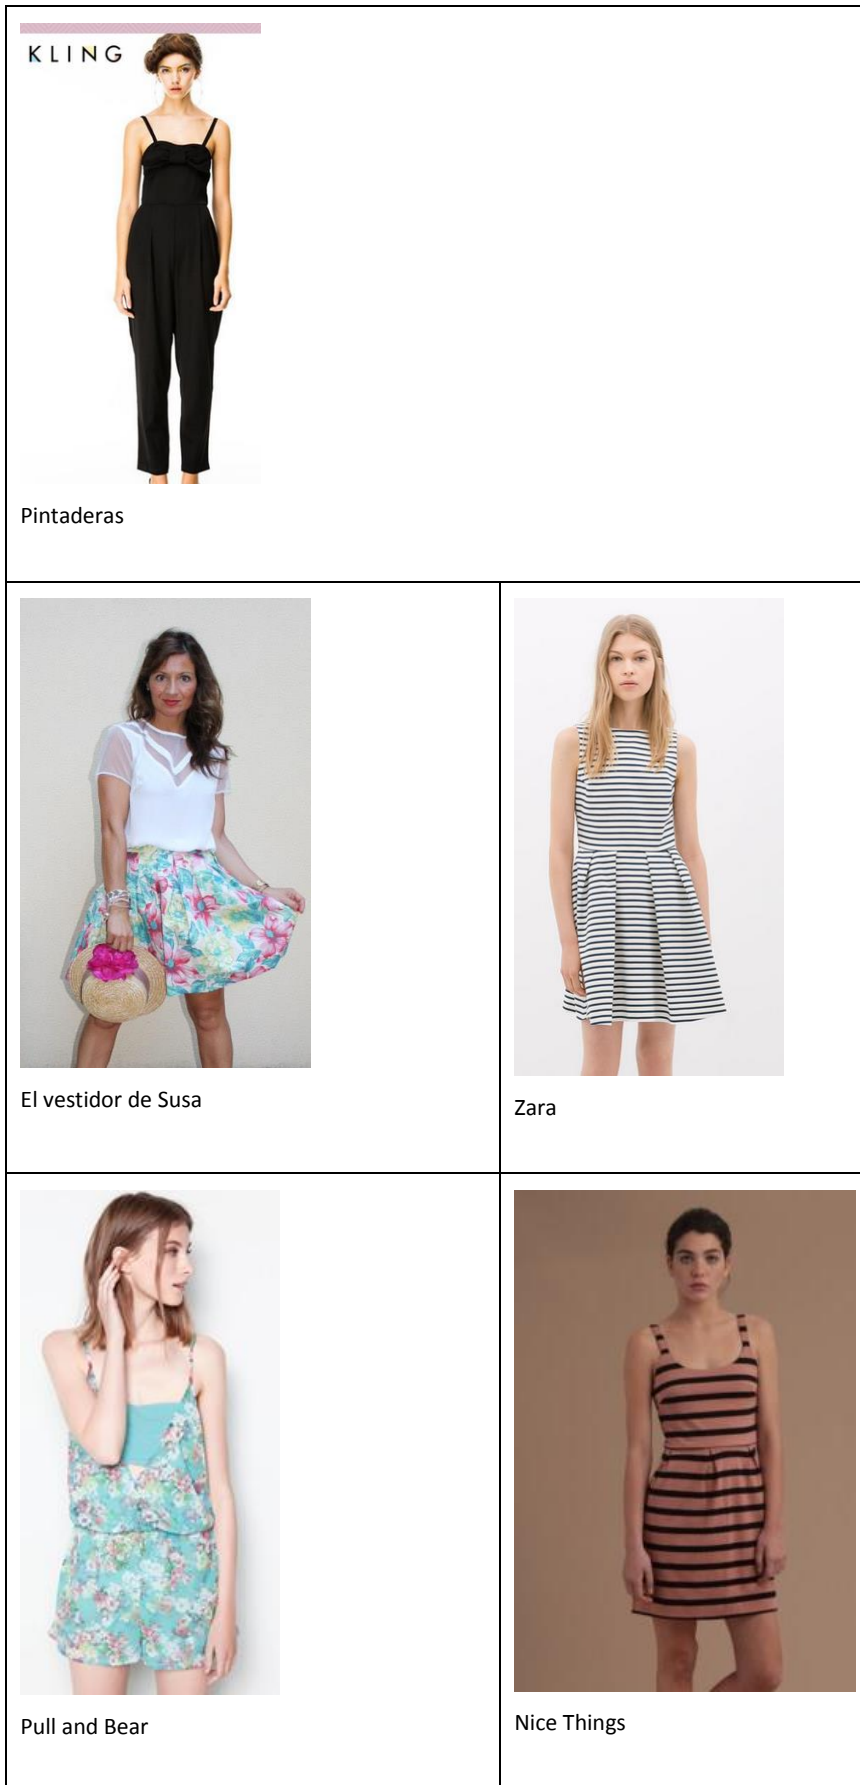 KLING
Pintaderas
El vestidor de Susa
Zara
Pull and Bear
Nice Things